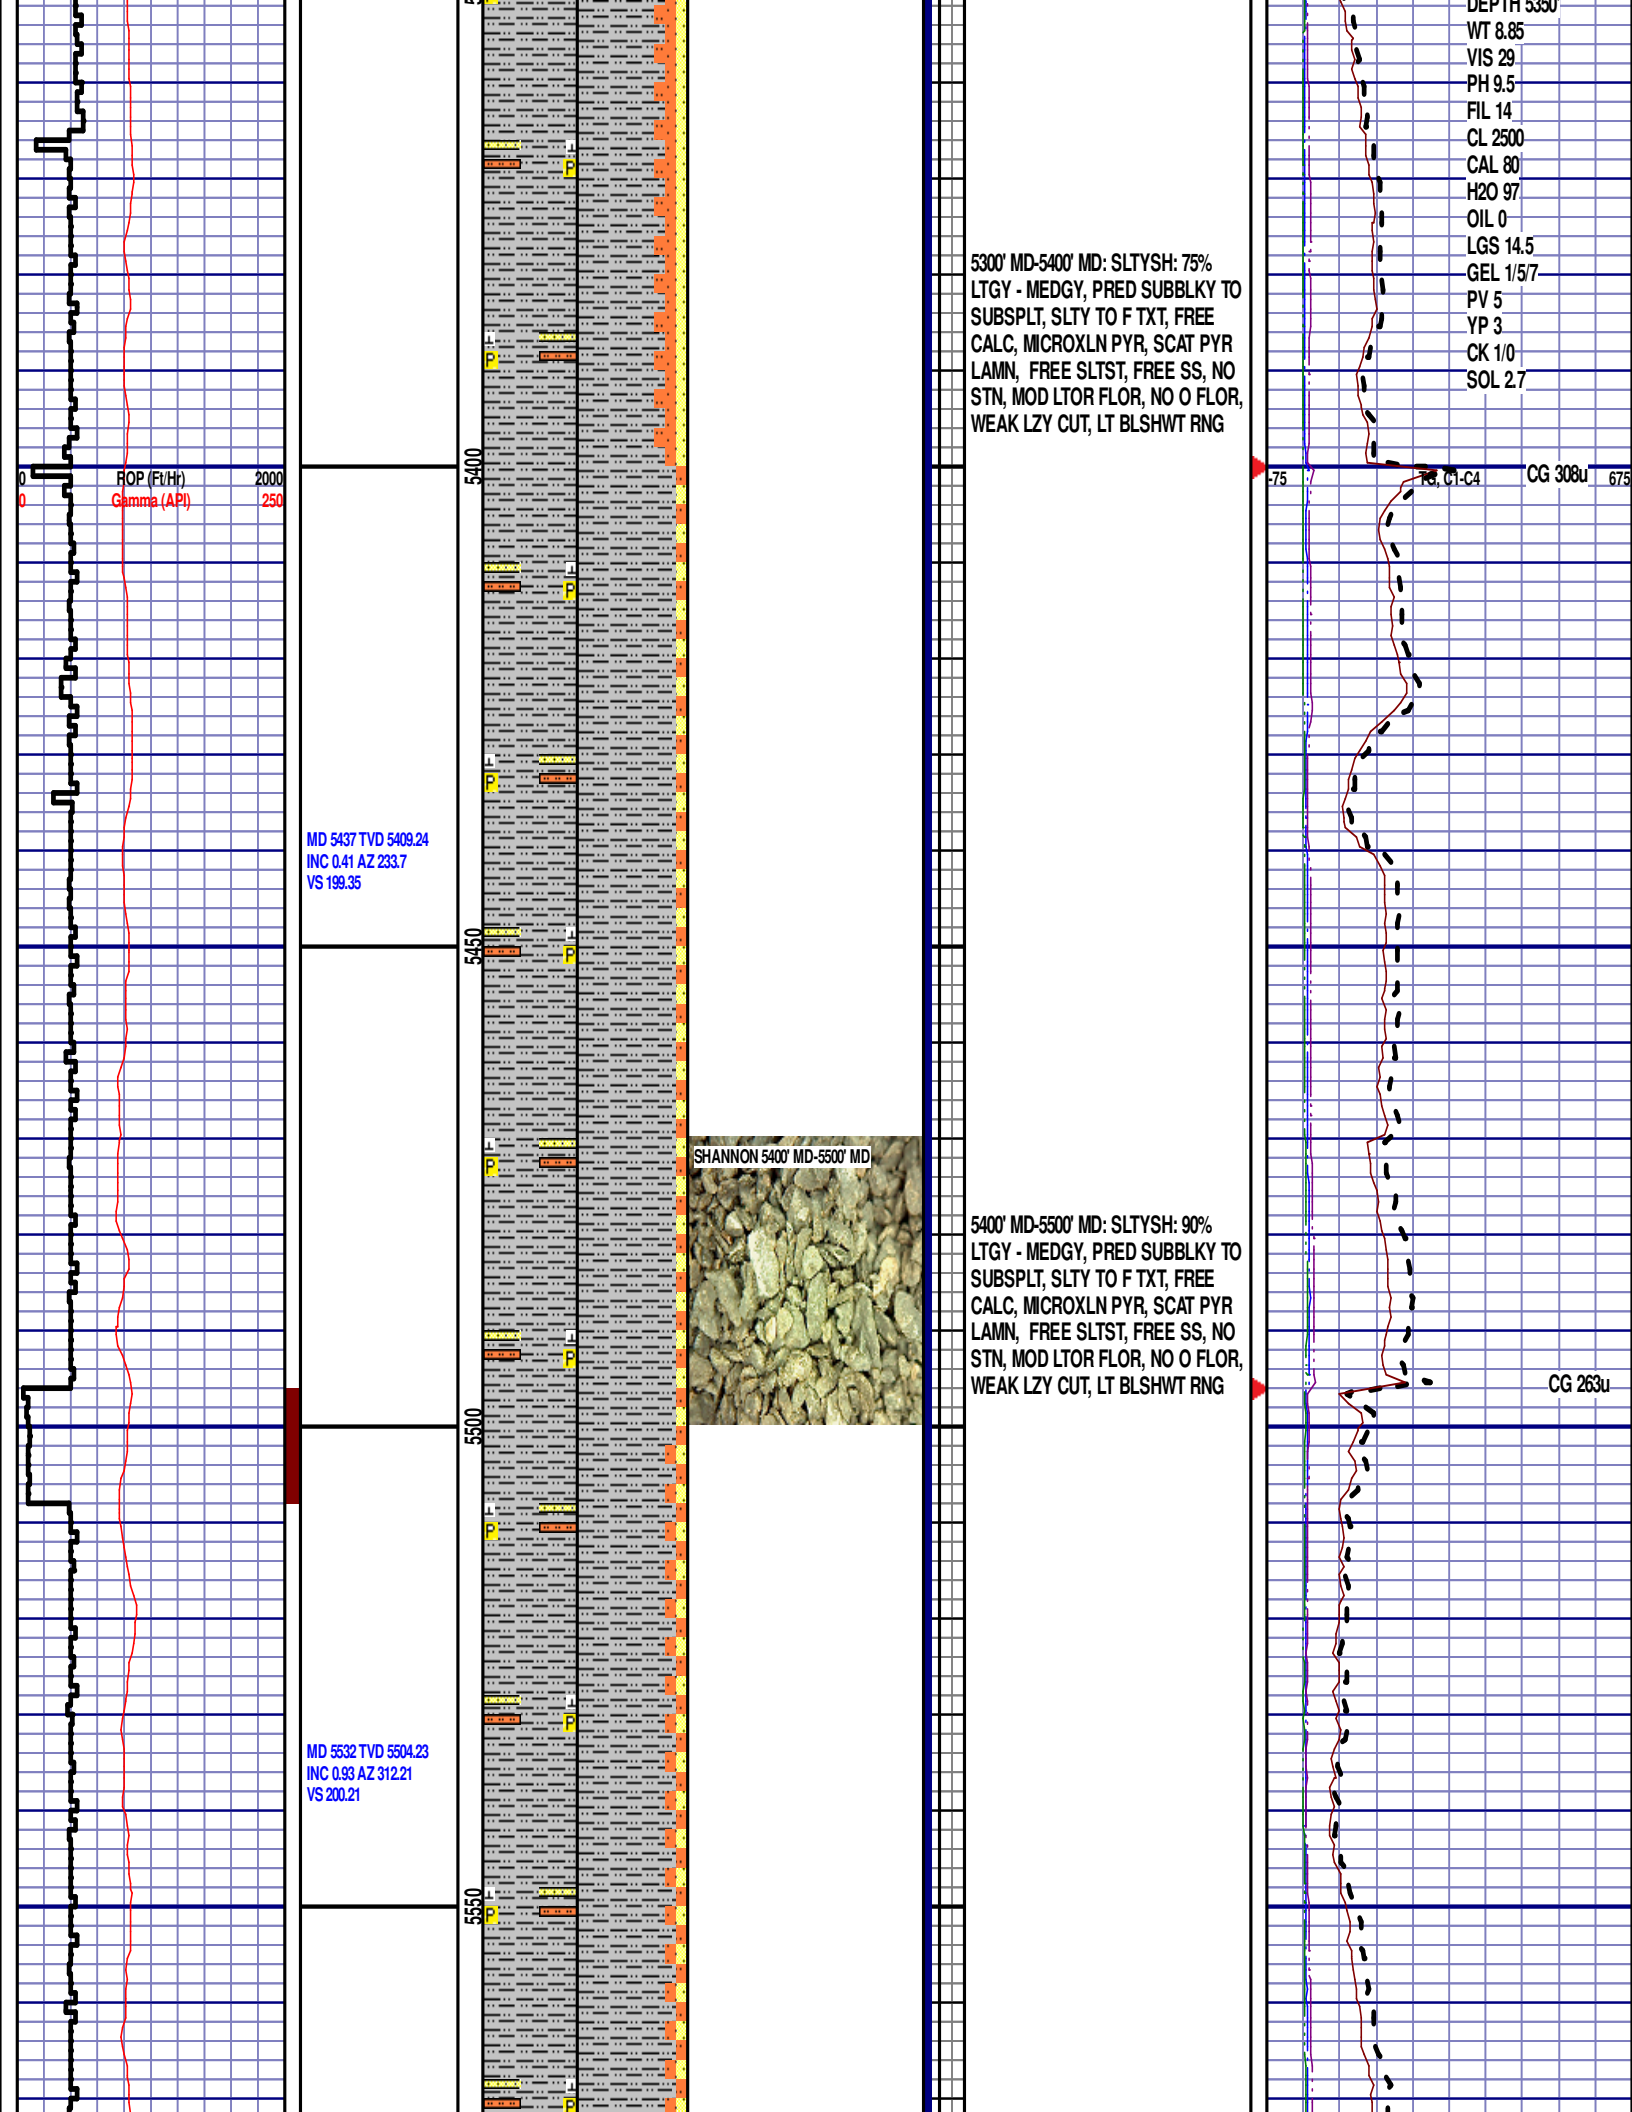 DEPTH 5350'
WT 8.85
VIS 29
PH 9.5
FIL 14
CL 2500
CAL 80
H2O 97
OIL 0
LGS 14.5
GEL 1/5/7
PV 5
YP 3
CK 1/0
SOL 2.7
P
5300' MD-5400' MD: SLTYSH: 75%
LTGY - MEDGY, PRED SUBBLKY TO
SUBSPLT, SLTY TO F TXT, FREE
CALC, MICROXLN PYR, SCAT PYR
LAMN, FREE SLTST, FREE SS, NO
STN, MOD LTOR FLOR, NO O FLOR,
WEAK LZY CUT, LT BLSHWT RNG
P
5400
0 ROP (Ft/Hr) 2000
0 Gamma (API) 250
-75 TG, C1-C4 675
CG 308u
P
P
MD 5437 TVD 5409.24
INC 0.41 AZ 233.7
VS 199.35
5450
P
P
SHANNON 5400' MD-5500' MD
5400' MD-5500' MD: SLTYSH: 90%
LTGY - MEDGY, PRED SUBBLKY TO
SUBSPLT, SLTY TO F TXT, FREE
CALC, MICROXLN PYR, SCAT PYR
LAMN, FREE SLTST, FREE SS, NO
STN, MOD LTOR FLOR, NO O FLOR,
WEAK LZY CUT, LT BLSHWT RNG
P
CG 263u
5500
P
P
MD 5532 TVD 5504.23
INC 0.93 AZ 312.21
VS 200.21
5550
P
P